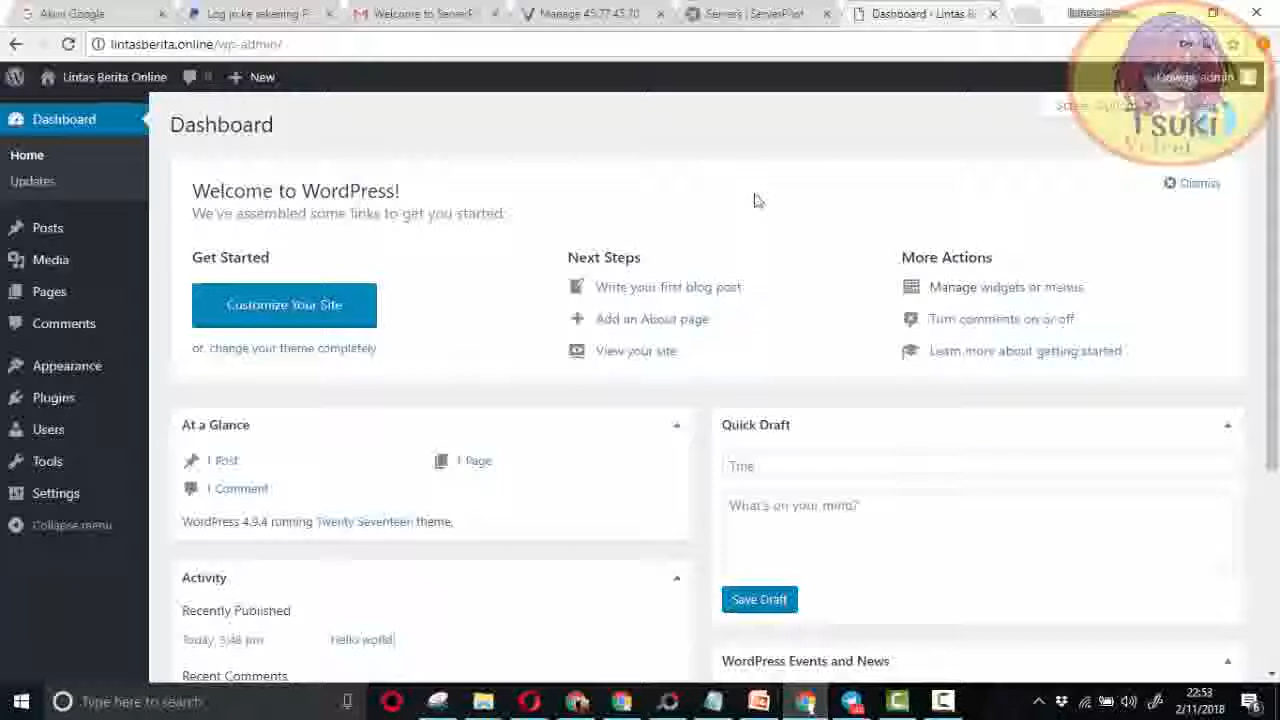 Akun Google
Log in ke rekening P
Welcome to ServerP
Manage 45.77.45.70
Servers | ServerPilot
Dashboard ‹ Lintas B
lintasberita.online/wp-admin/
Lintas Berita Online
0
New
Howdy, admin
Dashboard
Home
Updates
Posts
Media
Pages
Comments
Appearance
Plugins
Users
Tools
Settings
Collapse menu
Dashboard
TSUKI
Welcome to WordPress!
Dismiss
We've assembled some links to get you started:
Get Started
Customize Your Site
or, change your theme completely
Next Steps
Write your first blog post
Add an About page
View your site
More Actions
Manage widgets or menus
Turn comments on or off
Learn more about getting started
At a Glance
1 Post
1 Page
1 Comment
WordPress 4.9.4 running Twenty Seventeen theme.
Activity
Recently Published
Today, 3:48 pm
Hello world!
Recent Comments
Quick Draft
Title
What's on your mind?
Save Draft
WordPress Events and News
Type here to search
22:53
2/11/2018
6